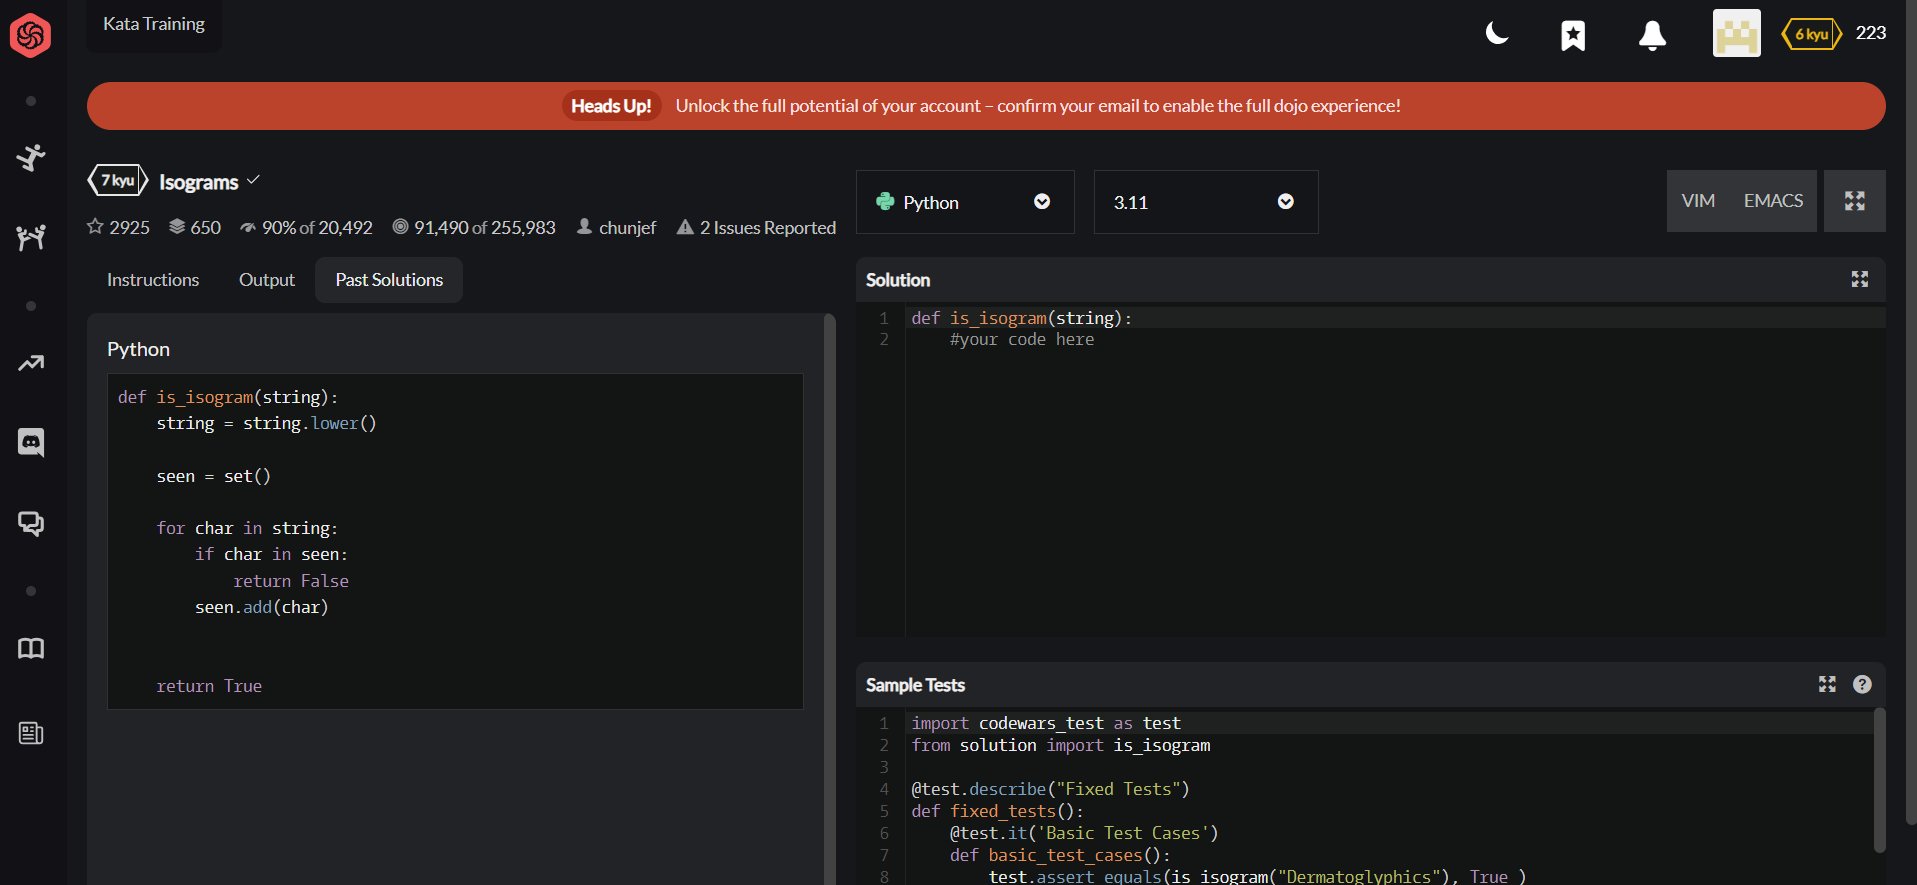 Kata Training
6 kyu
223
Heads Up! Unlock the full potential of your account – confirm your email to enable the full dojo experience!
7 kyu Isograms
2925 650 90% of 20,492 91,490 of 255,983 chunjef 2 Issues Reported
Python
3.11
VIM EMACS
Instructions Output Past Solutions
Python
def is_isogram(string):
    string = string.lower()
    seen = set()
    for char in string:
        if char in seen:
            return False
        seen.add(char)
    return True
Solution
1 def is_isogram(string):
2     #your code here
Sample Tests
1 import codewars_test as test
2 from solution import is_isogram
3
4 @test.describe("Fixed Tests")
5 def fixed_tests():
6     @test.it('Basic Test Cases')
7     def basic_test_cases():
8         test.assert_equals(is_isogram("Dermatoglyphics"), True )